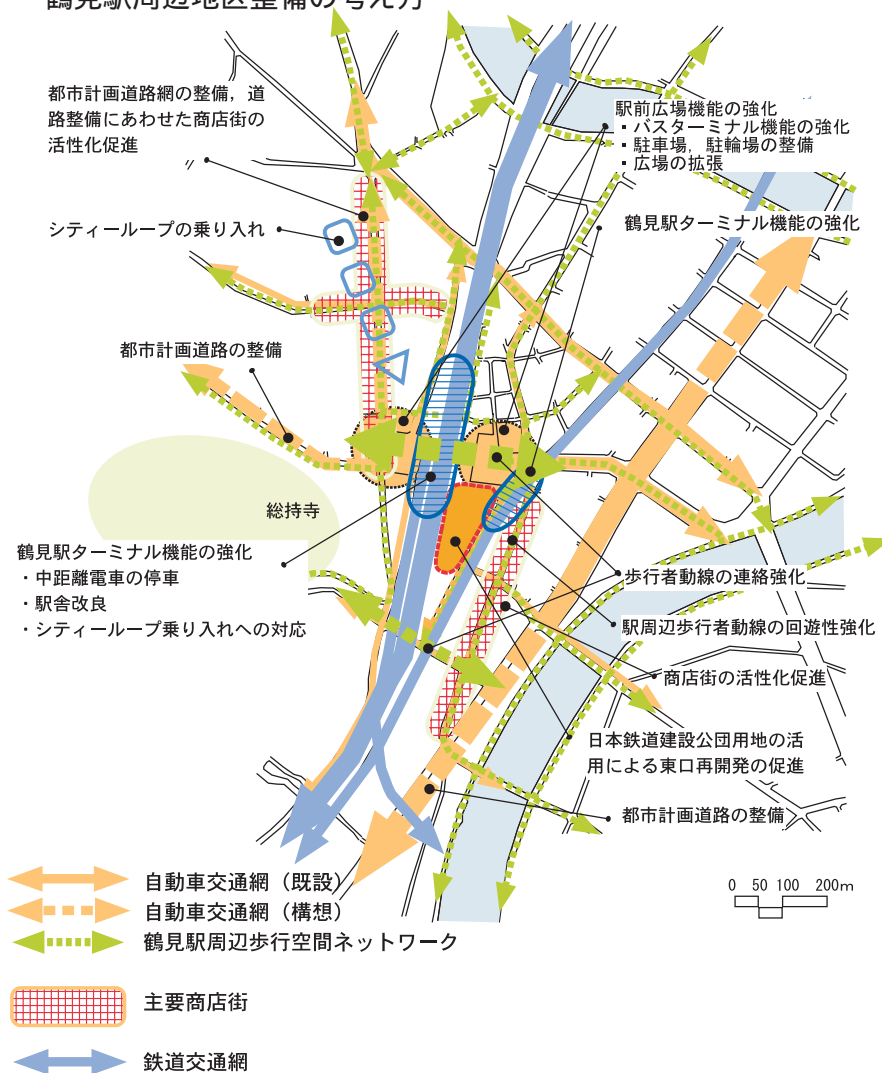 鶴見駅周辺地区整備の考え方
都市計画道路網の整備，道
路整備にあわせた商店街の
活性化促進
シティーループの乗り入れ
都市計画道路の整備
駅前広場機能の強化
・バスターミナル機能の強化
・駐車場，駐輪場の整備
・広場の拡張
鶴見駅ターミナル機能の強化
総持寺
鶴見駅ターミナル機能の強化
・中距離電車の停車
・駅舎改良
・シティーループ乗り入れへの対応
歩行者動線の連絡強化
駅周辺歩行者動線の回遊性強化
商店街の活性化促進
日本鉄道建設公団用地の活
用による東口再開発の促進
都市計画道路の整備
自動車交通網（既設）
自動車交通網（構想）
鶴見駅周辺歩行空間ネットワーク
主要商店街
鉄道交通網
0 50 100 200m